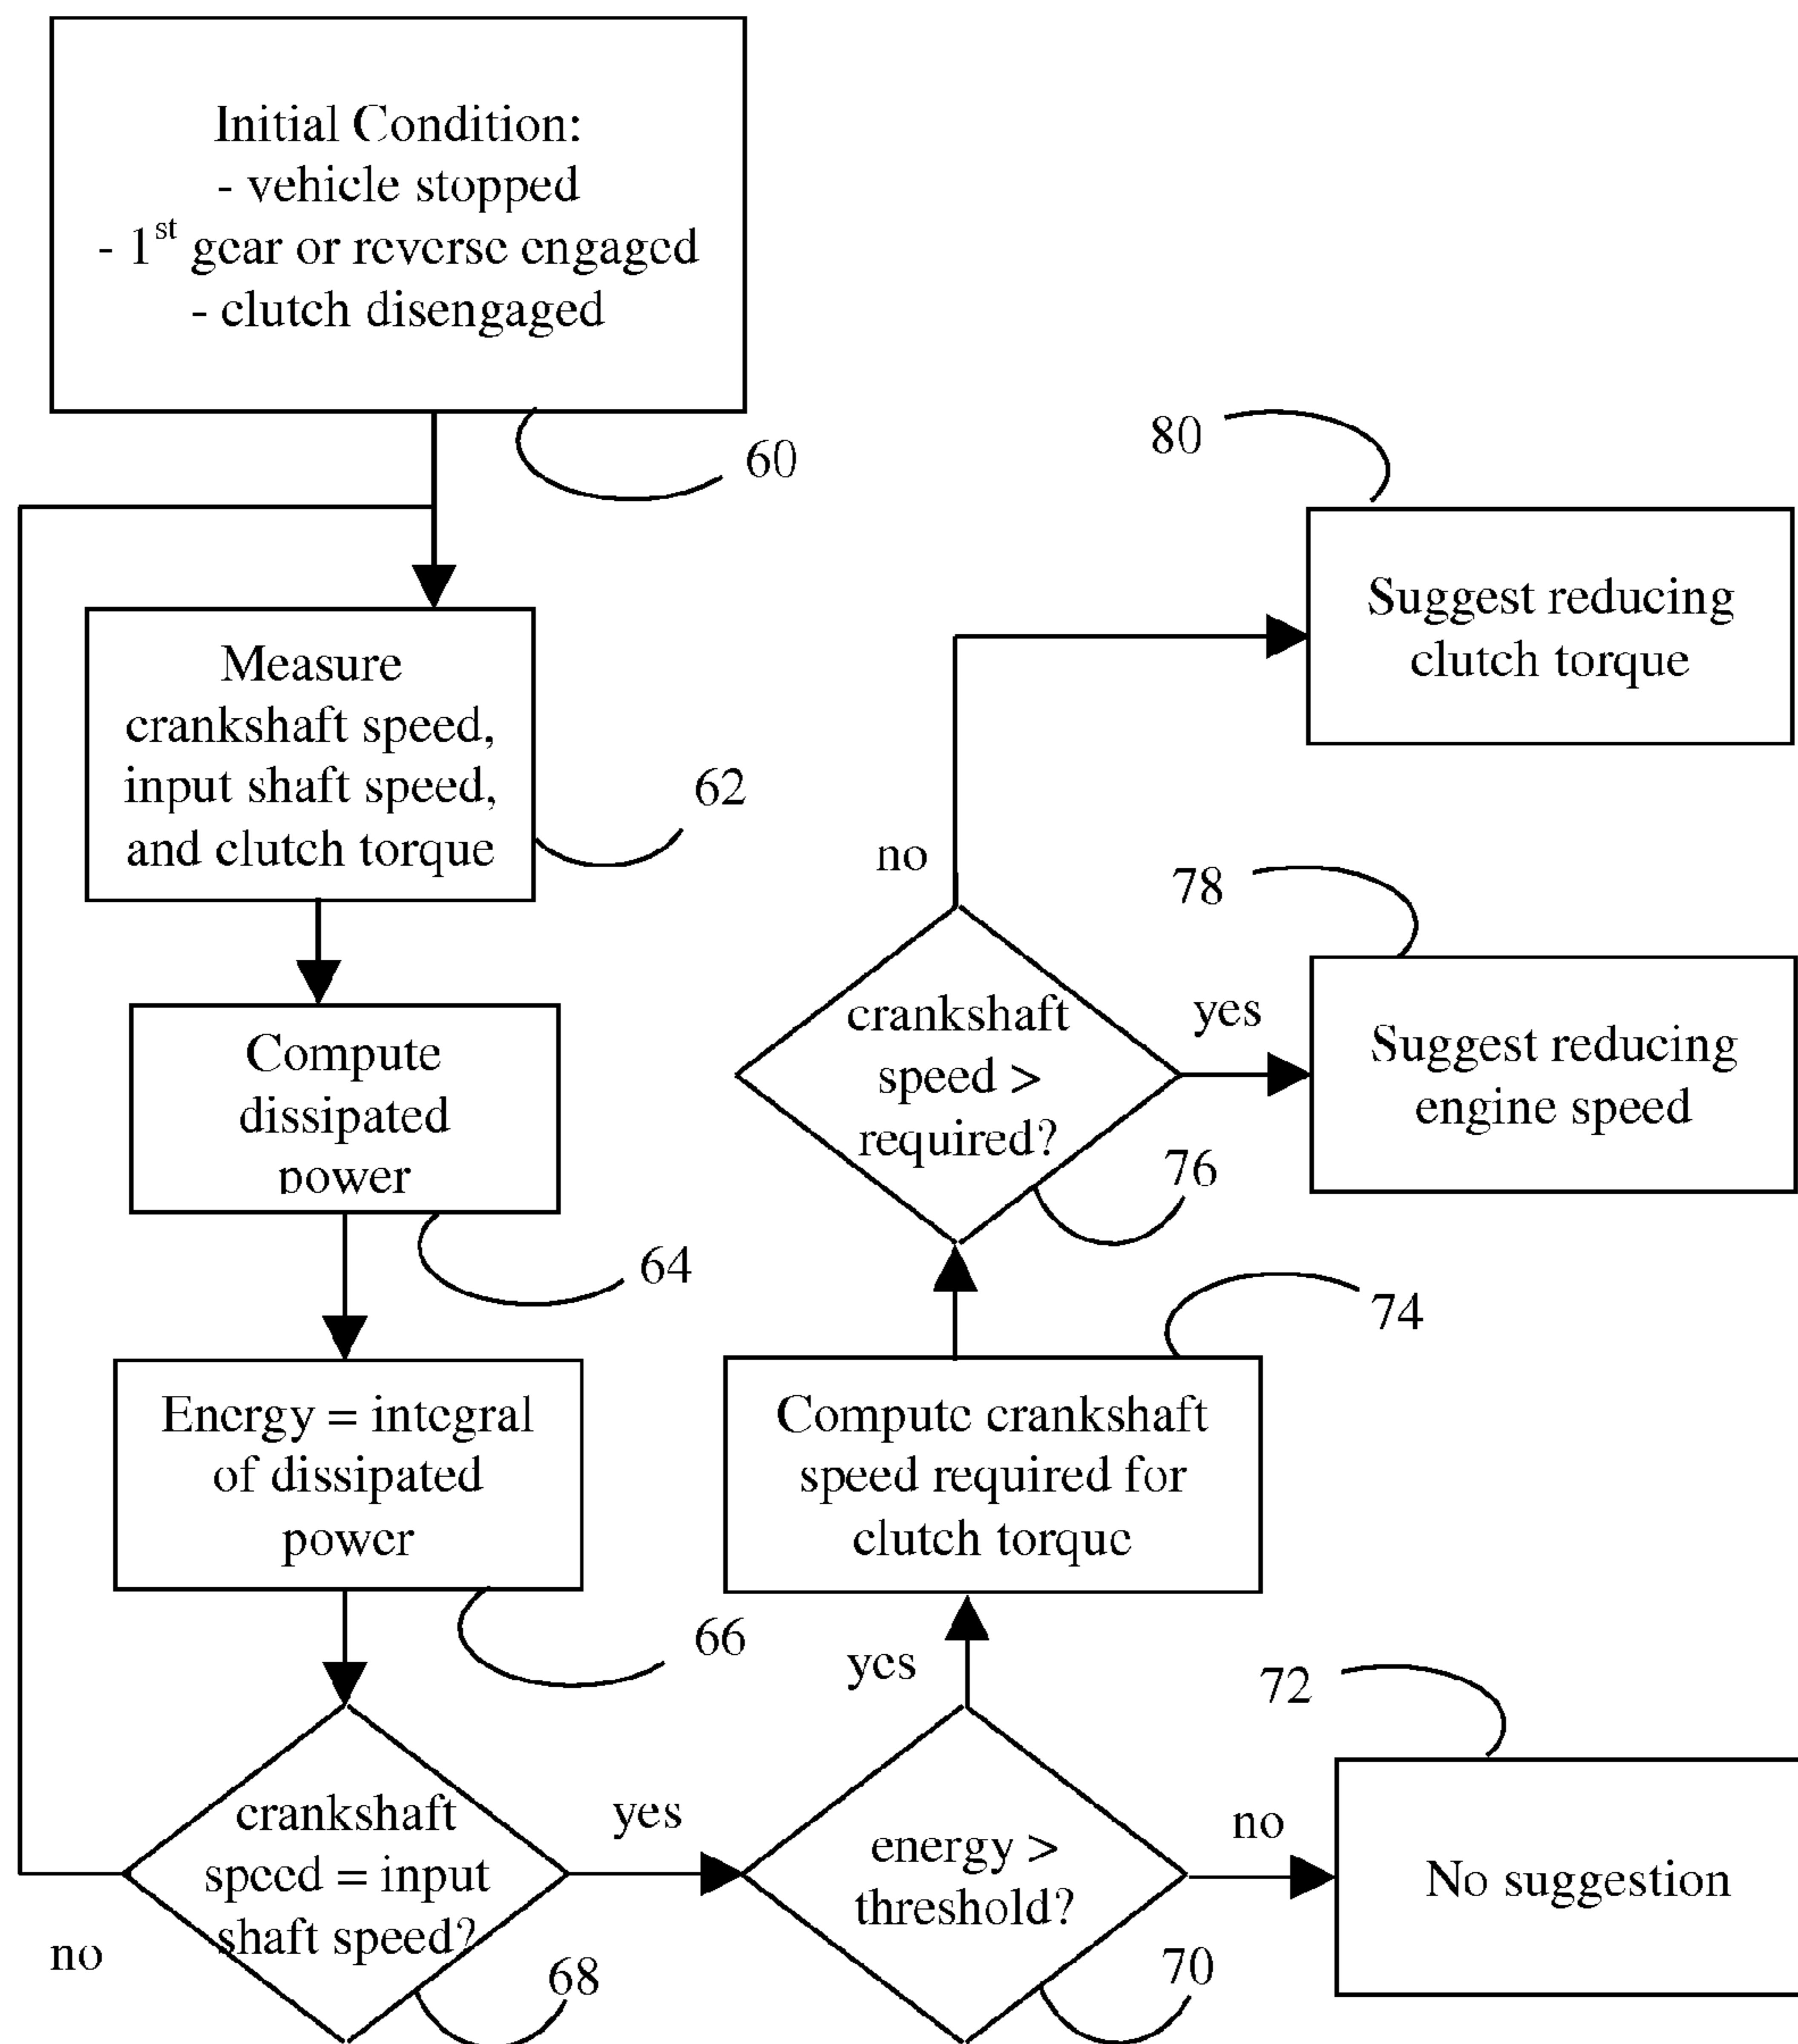 Initial Condition:
- vehicle stopped
- 1st gear or reverse engaged
- clutch disengaged
60
Measure
crankshaft speed,
input shaft speed,
and clutch torque
62
Compute
dissipated
power
64
Energy = integral
of dissipated
power
66
crankshaft
speed = input
shaft speed?
68
no
yes
energy >
threshold?
70
no
No suggestion
72
yes
Compute crankshaft
speed required for
clutch torque
74
crankshaft
speed >
required?
76
yes
Suggest reducing
engine speed
78
no
Suggest reducing
clutch torque
80